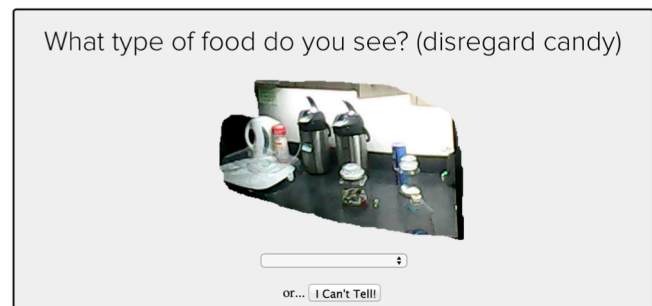 What type of food do you see? (disregard candy)
or... I Can't Tell!